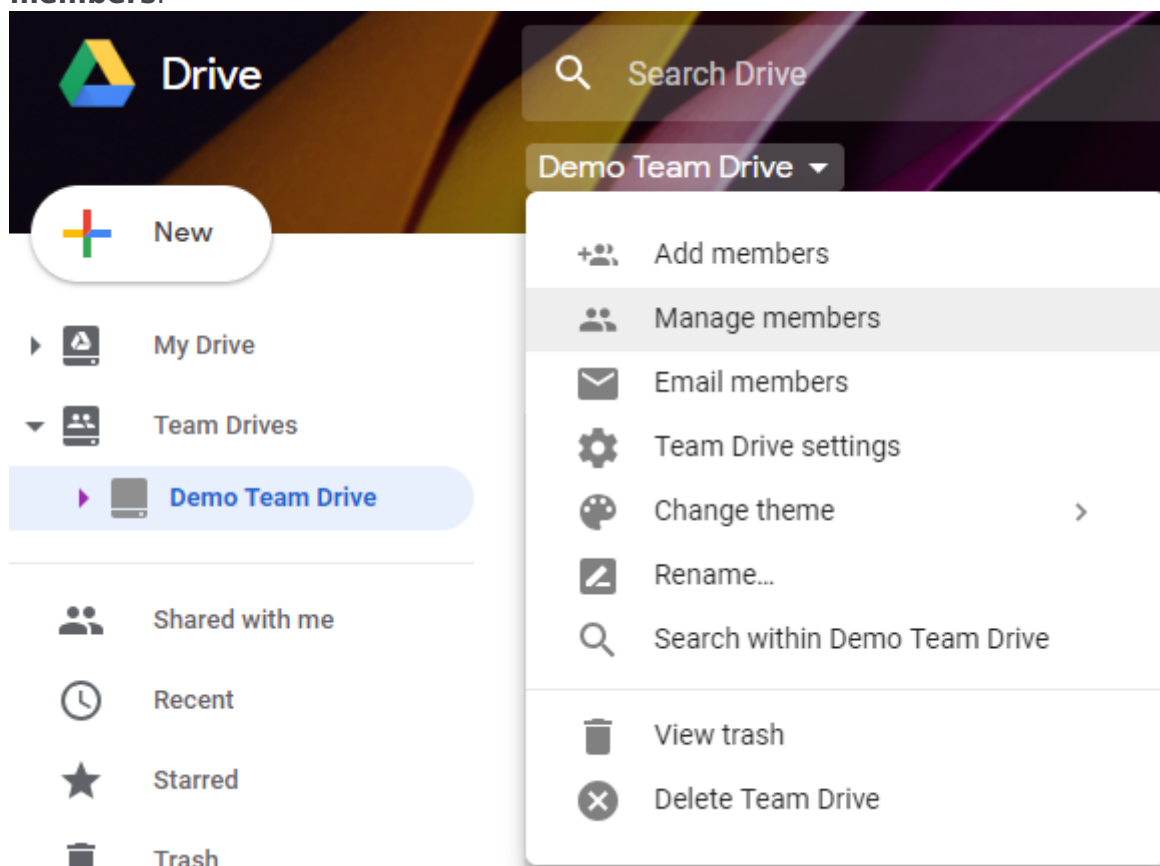 members.
Drive
Search Drive
Demo Team Drive
New
Add members
Manage members
My Drive
Email members
Team Drives
Team Drive settings
Demo Team Drive
Change theme
Rename...
Shared with me
Search within Demo Team Drive
Recent
View trash
Starred
Delete Team Drive
Trash